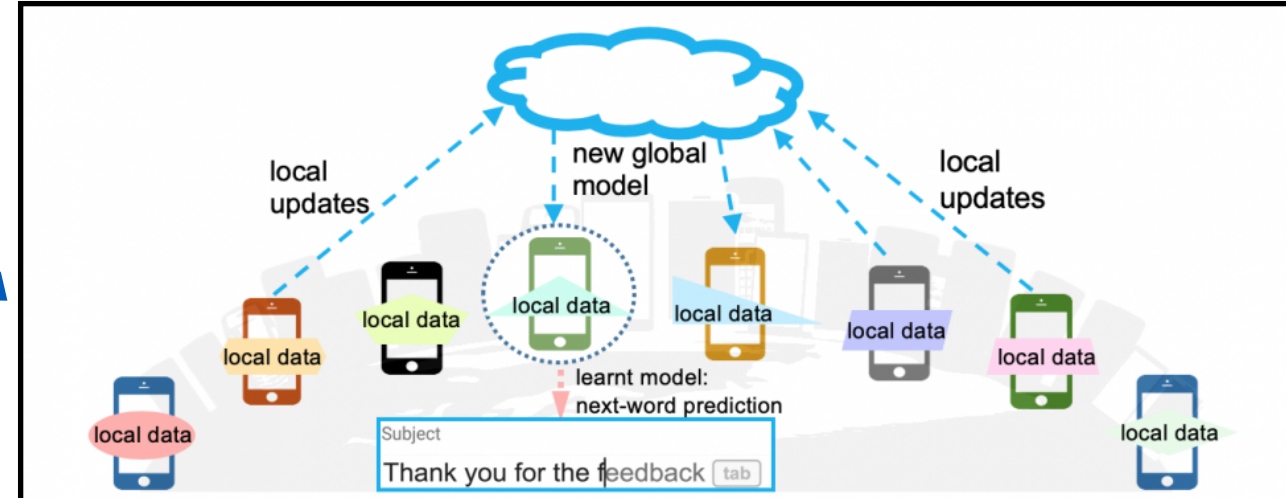 new global
model
local
updates
local
updates
local data
local data
local data
local data
local data
local data
local data
local data
learnt model:
next-word prediction
Subject
Thank you for the feedback tab